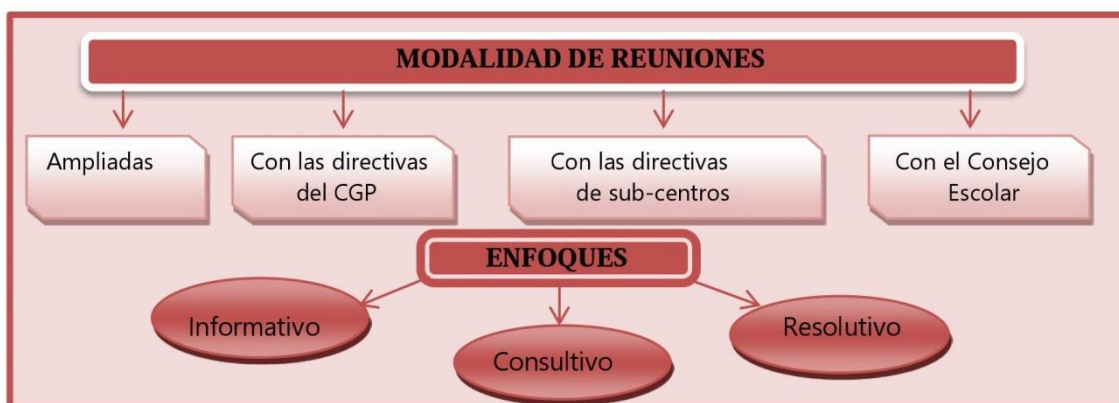 MODALIDAD DE REUNIONES
Ampliadas
Con las directivas
del CGP
Con las directivas
de sub-centros
Con el Consejo
Escolar
ENFOQUES
Informativo
Consultivo
Resolutivo